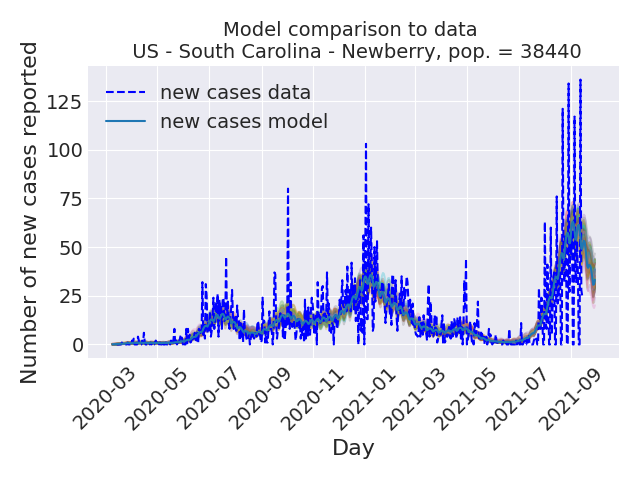 Model comparison to data
US - South Carolina - Newberry, pop. = 38440
Number of new cases reported
new cases data
new cases model
125
100
75
50
25
0
2020-03
2020-05
2020-07
2020-09
2020-11
2021-01
2021-03
2021-05
2021-07
2021-09
Day